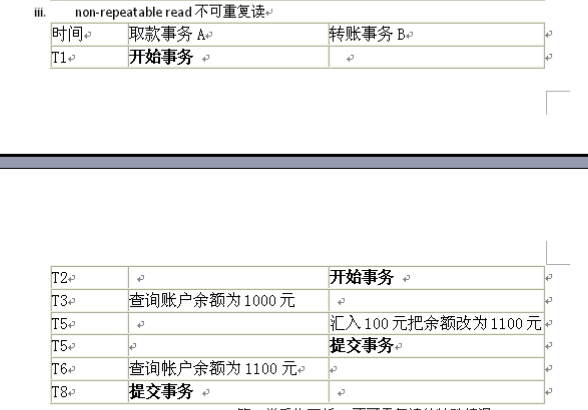 iii. non-repeatable read 不可重复读
时间 取款事务 A 转账事务 B
T1 开始事务
T2 开始事务
T3 查询账户余额为 1000 元
T5 汇入 100 元把余额改为 1100 元
T5 提交事务
T6 查询帐户余额为 1100 元
T8 提交事务